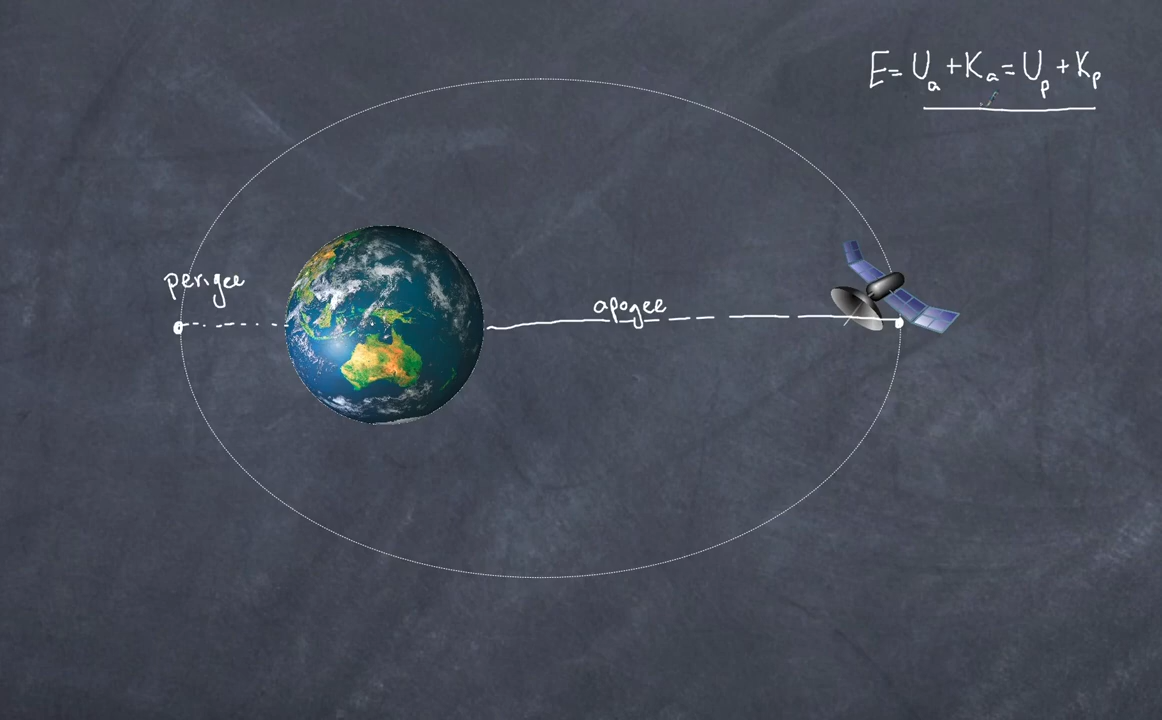 E = U_a + K_a = U_p + K_p
perigee
apogee